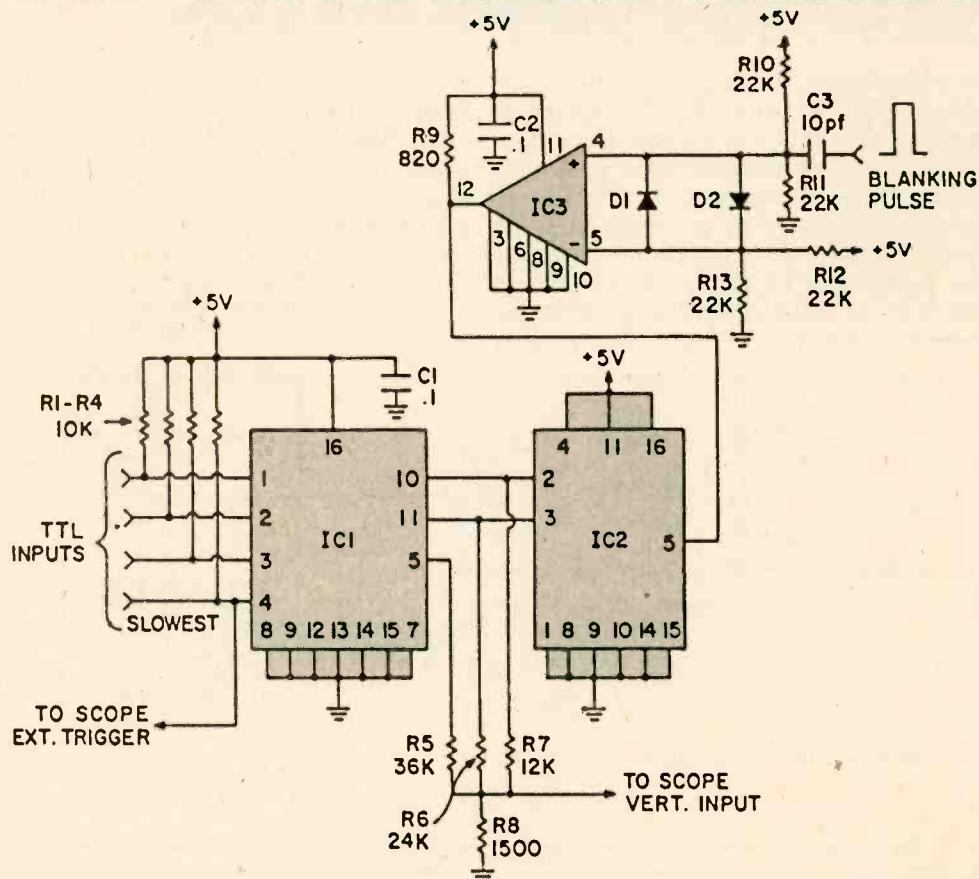 +5V
+5V
R10
22K
C3
10pf
R9
820
C2
.1
11
4
12
+
IC3
D1
D2
R11
22K
BLANKING
PULSE
3
6
8
9
10
−
5
+5V
R13
22K
R12
22K
+5V
+5V
R1-R4
10K
C1
.1
16
4
11
16
TTL
INPUTS
1
10
2
2
11
3
IC1
IC2
3
5
5
4
SLOWEST
8
9
12
13
14
15
7
1
8
9
10
14
15
TO SCOPE
EXT. TRIGGER
R5
36K
R7
12K
R6
24K
TO SCOPE
VERT. INPUT
R8
1500